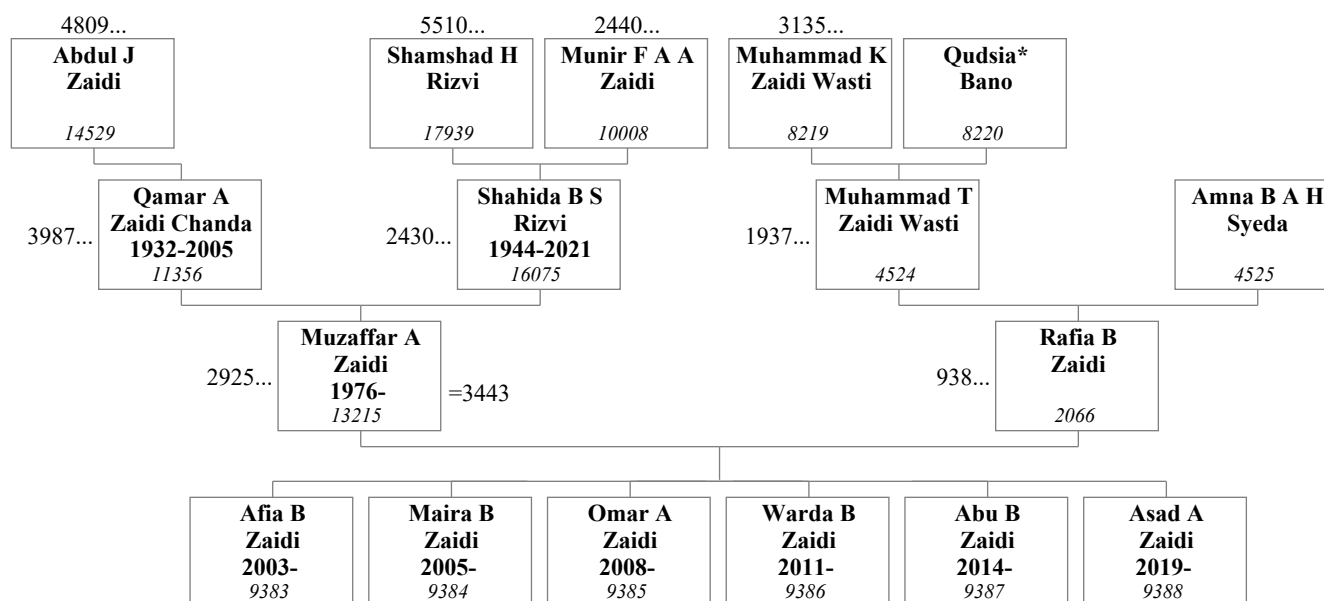 4809...
5510...
2440...
3135...
Abdul J
Zaidi
14529
Shamshad H
Rizvi
17939
Munir F A A
Zaidi
10008
Muhammad K
Zaidi Wasti
8219
Qudsia*
Bano
8220
3987...
Qamar A
Zaidi Chanda
1932-2005
11356
2430...
Shahida B S
Rizvi
1944-2021
16075
1937...
Muhammad T
Zaidi Wasti
4524
Amna B A H
Syeda
4525
2925...
Muzaffar A
Zaidi
1976-
13215
=3443
938...
Rafia B
Zaidi
2066
Afia B
Zaidi
2003-
9383
Maira B
Zaidi
2005-
9384
Omar A
Zaidi
2008-
9385
Warda B
Zaidi
2011-
9386
Abu B
Zaidi
2014-
9387
Asad A
Zaidi
2019-
9388